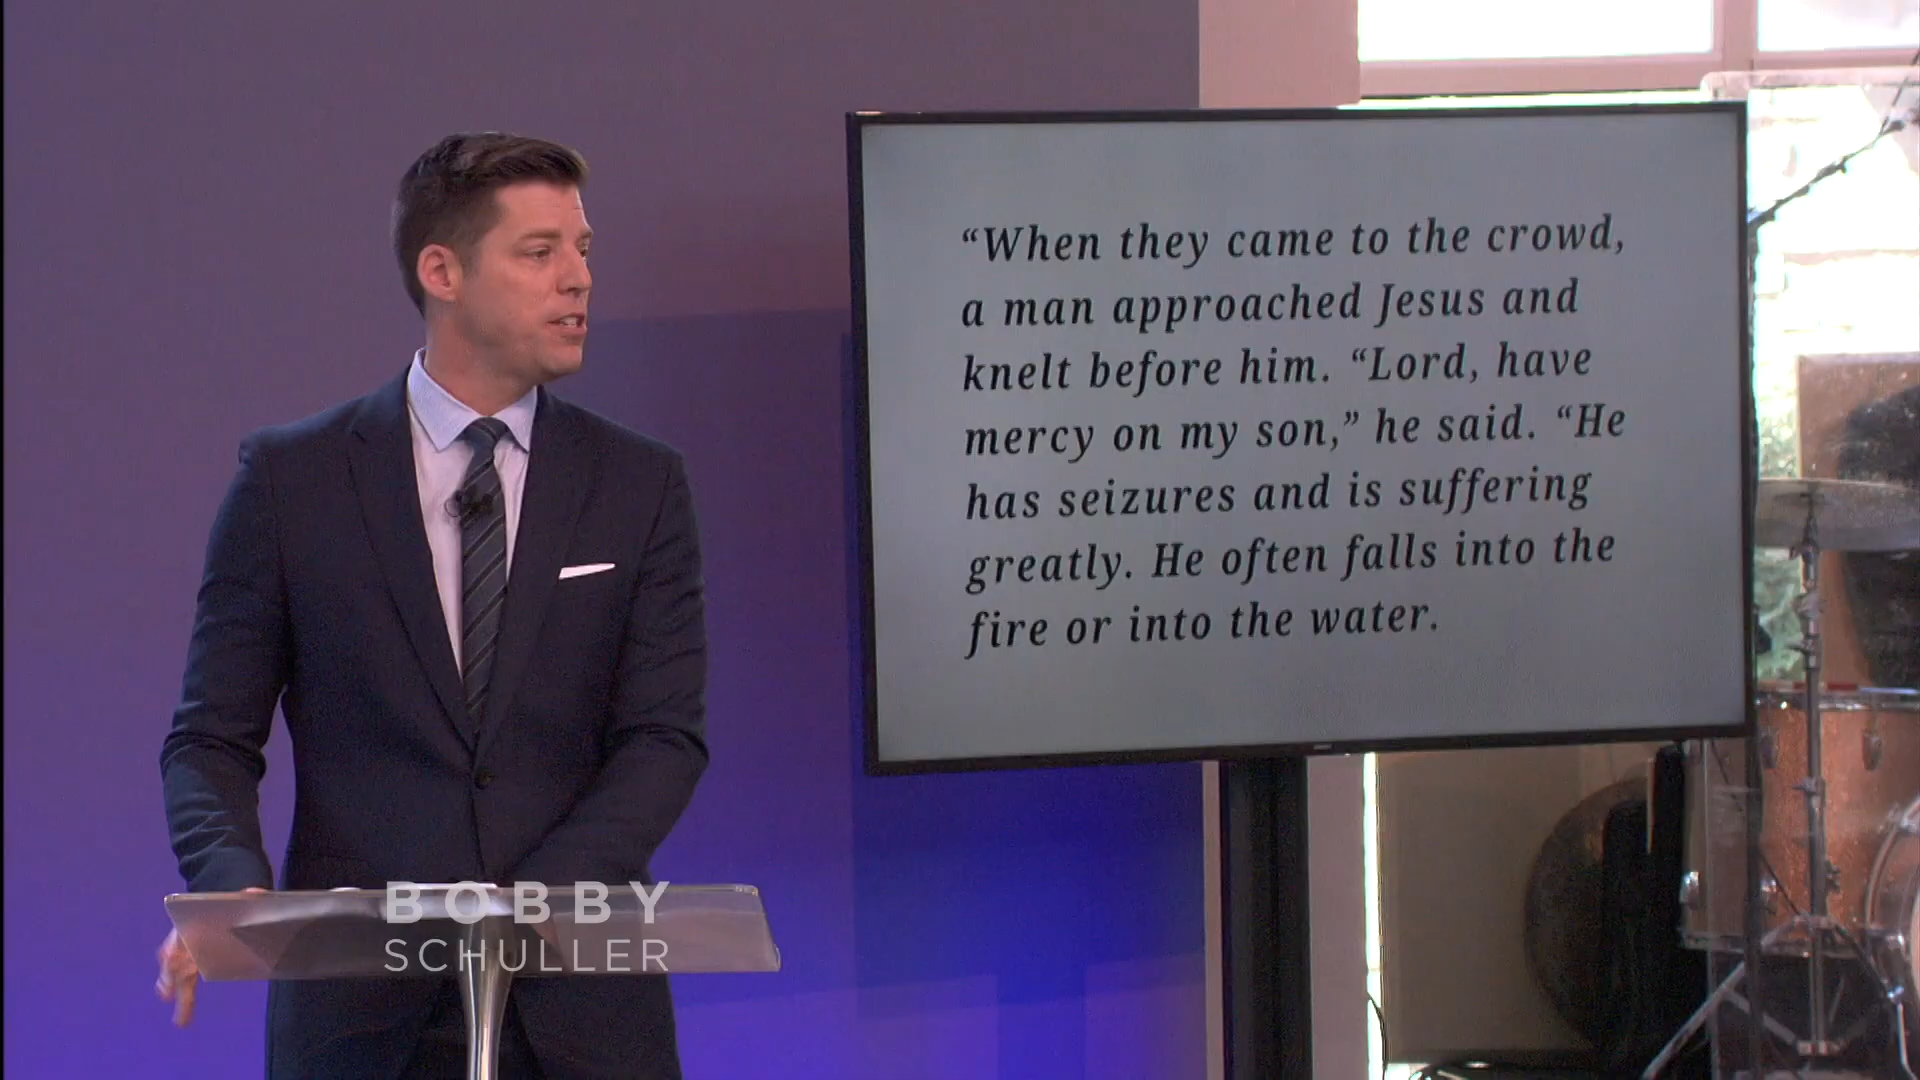 “When they came to the crowd,
a man approached Jesus and
knelt before him. “Lord, have
mercy on my son,” he said. “He
has seizures and is suffering
greatly. He often falls into the
fire or into the water.
BOBBY
SCHULLER